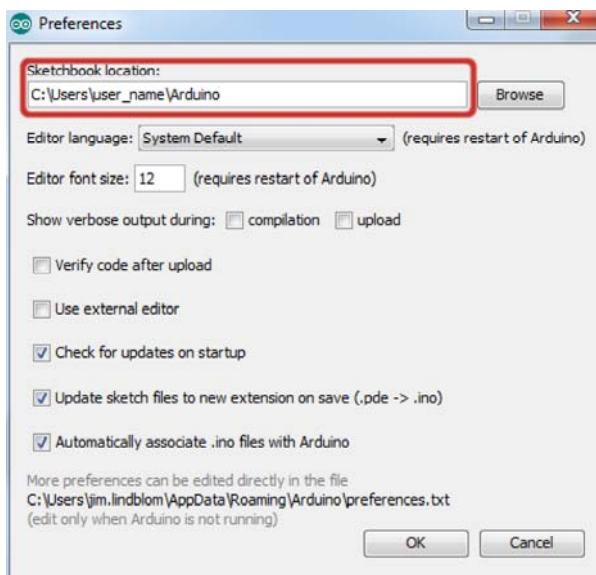 Preferences
Sketchbook location:
C:\Users\user_name\Arduino
Browse
Editor language: System Default (requires restart of Arduino)
Editor font size: 12 (requires restart of Arduino)
Show verbose output during: compilation upload
Verify code after upload
Use external editor
Check for updates on startup
Update sketch files to new extension on save (.pde -> .ino)
Automatically associate .ino files with Arduino
More preferences can be edited directly in the file
C:\Users\jim.lindblom\AppData\Roaming\Arduino\preferences.txt
(edit only when Arduino is not running)
OK Cancel